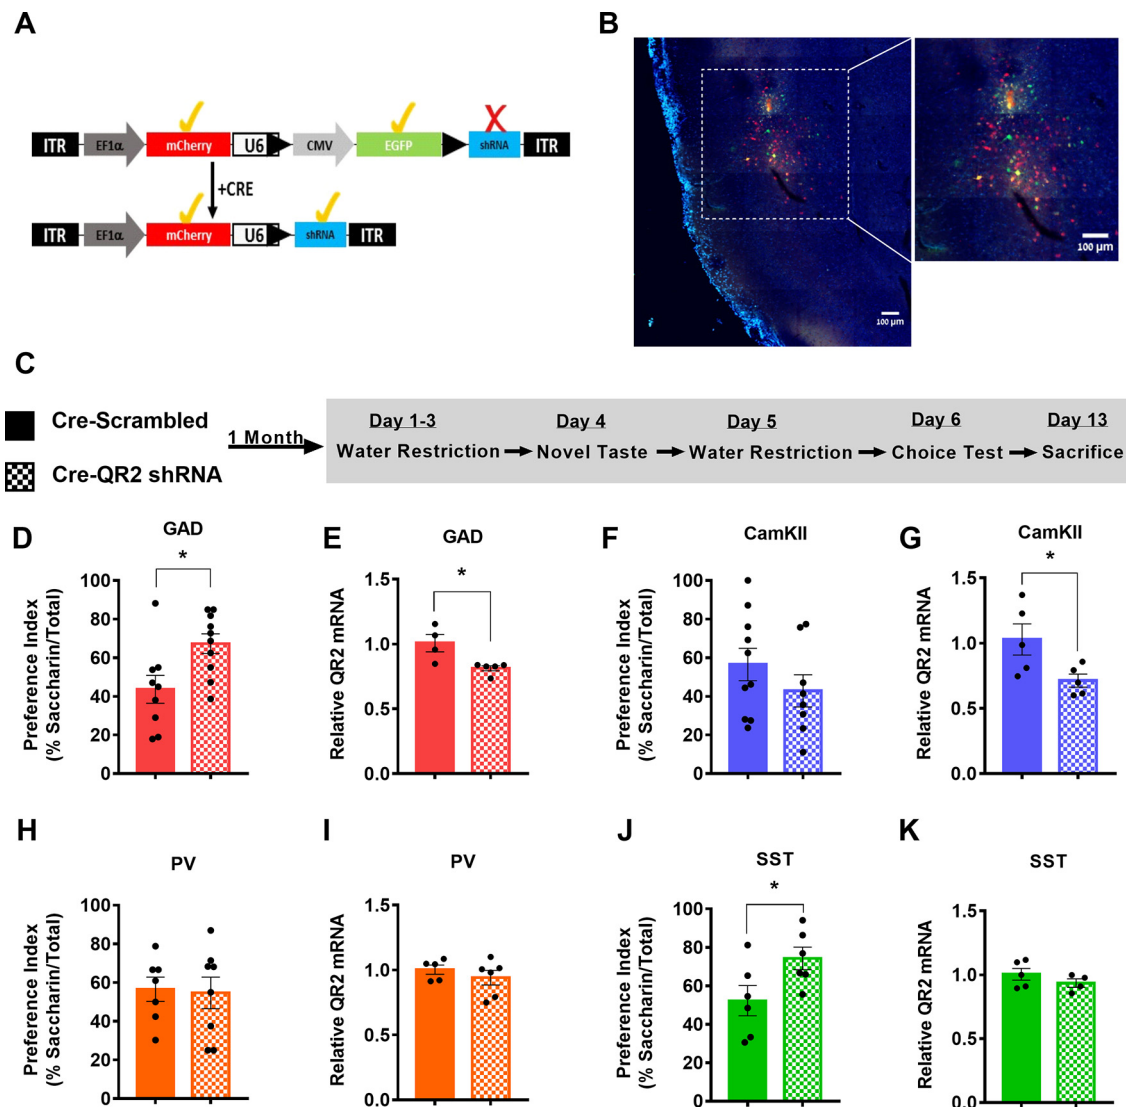 A
ITR EF1α mCherry U6 CMV EGFP shRNA ITR
+CRE
ITR EF1α mCherry U6 shRNA ITR
B
100 µm
100 µm
C
Cre-Scrambled
Cre-QR2 shRNA
1 Month
Day 1-3 Day 4 Day 5 Day 6 Day 13
Water Restriction Novel Taste Water Restriction Choice Test Sacrifice
D
GAD
*
Preference Index
(% Saccharin/Total)
100
80
60
40
20
0
E
GAD
*
Relative QR2 mRNA
1.5
1.0
0.5
0.0
F
CamKII
Preference Index
(% Saccharin/Total)
100
80
60
40
20
0
G
CamKII
*
Relative QR2 mRNA
1.5
1.0
0.5
0.0
H
PV
Preference Index
(% Saccharin/Total)
100
80
60
40
20
0
I
PV
Relative QR2 mRNA
1.5
1.0
0.5
0.0
J
SST
*
Preference Index
(% Saccharin/Total)
100
80
60
40
20
0
K
SST
Relative QR2 mRNA
1.5
1.0
0.5
0.0